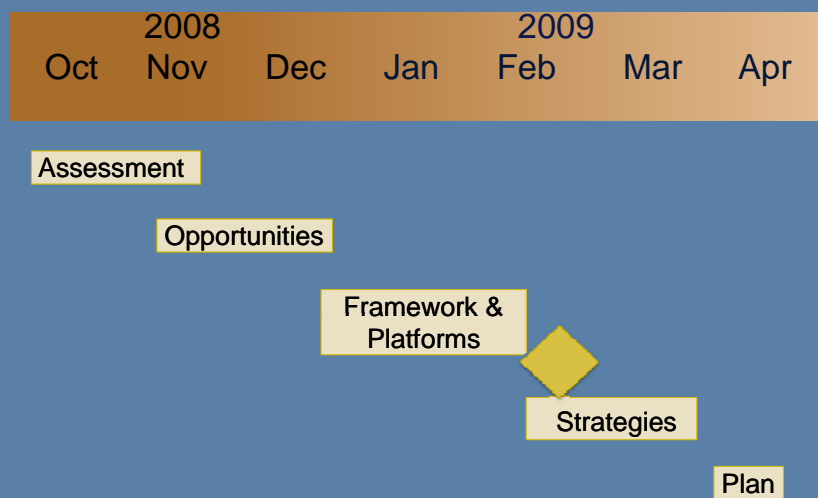 2008 2009
Oct Nov Dec Jan Feb Mar Apr
Assessment
Opportunities
Framework &
Platforms
Strategies
Plan